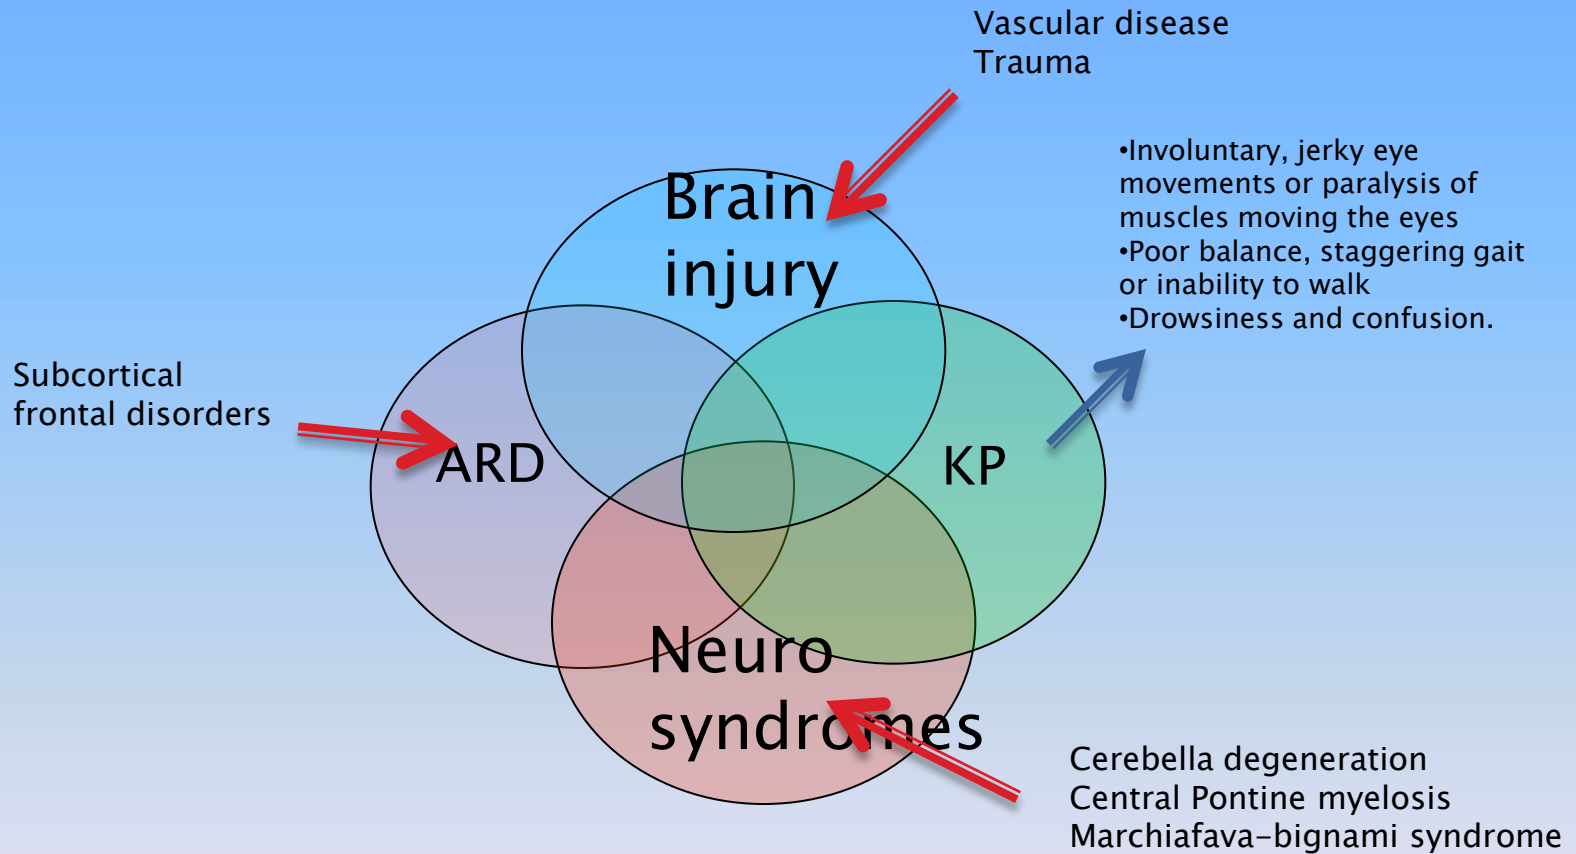 Vascular disease
Trauma
•Involuntary, jerky eye
movements or paralysis of
muscles moving the eyes
•Poor balance, staggering gait
or inability to walk
•Drowsiness and confusion.
Brain
injury
Subcortical
frontal disorders
ARD
KP
Neuro
syndromes
Cerebella degeneration
Central Pontine myelosis
Marchiafava-bignami syndrome